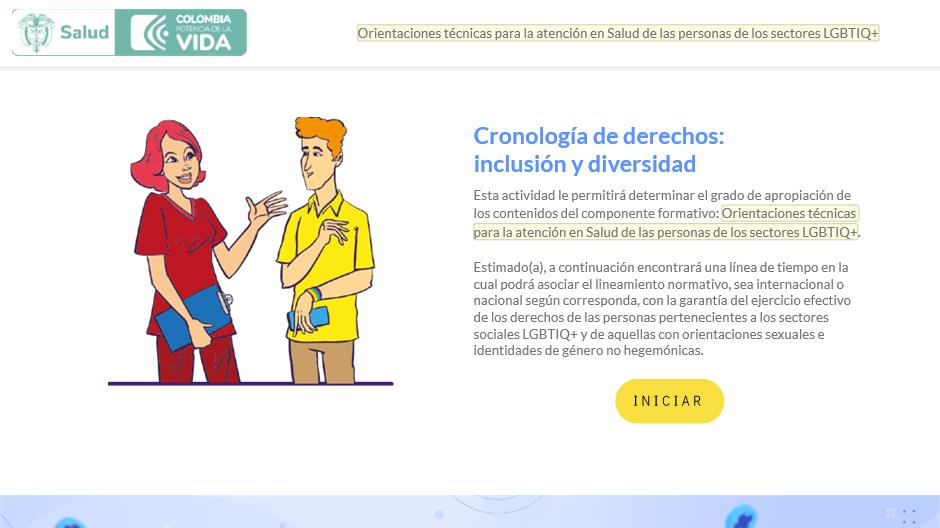 Salud
COLOMBIA
POTENCIA DE LA
VIDA
Orientaciones técnicas para la atención en Salud de las personas de los sectores LGBTIQ+
Cronología de derechos:
inclusión y diversidad
Esta actividad le permitirá determinar el grado de apropiación de
los contenidos del componente formativo: Orientaciones técnicas
para la atención en Salud de las personas de los sectores LGBTIQ+.
Estimado(a), a continuación encontrará una línea de tiempo en la
cual podrá asociar el lineamiento normativo, sea internacional o
nacional según corresponda, con la garantía del ejercicio efectivo
de los derechos de las personas pertenecientes a los sectores
sociales LGBTIQ+ y de aquellas con orientaciones sexuales e
identidades de género no hegemónicas.
INICIAR